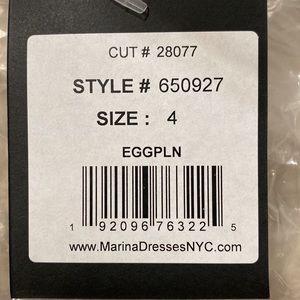 CUT # 28077
STYLE # 650927
SIZE : 4
EGGPLN
1 92096 76322 5
www.MarinaDressesNYC.com